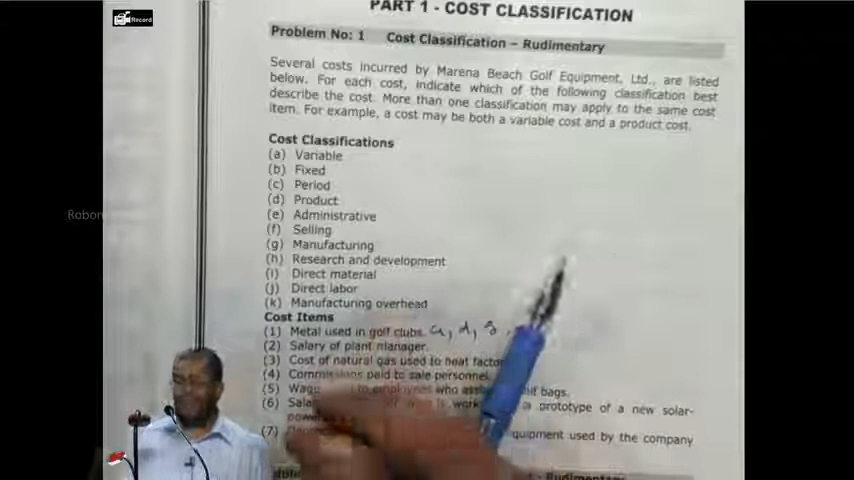 Record
PART 1 - COST CLASSIFICATION
Problem No: 1 Cost Classification – Rudimentary
Several costs incurred by Marena Beach Golf Equipment, Ltd., are listed
below. For each cost, indicate which of the following classification best
describe the cost. More than one classification may apply to the same cost
item. For example, a cost may be both a variable cost and a product cost.
Cost Classifications
(a) Variable
(b) Fixed
(c) Period
(d) Product
(e) Administrative
(f) Selling
(g) Manufacturing
(h) Research and development
(i) Direct material
(j) Direct labor
(k) Manufacturing overhead
Cost Items
(1) Metal used in golf clubs. a, d, g,
(2) Salary of plant manager.
(3) Cost of natural gas used to heat
(4) Commissions paid to sale personnel
(5) to employees who bags.
(6) a prototype of a new solar-
(7) equipment used by the company